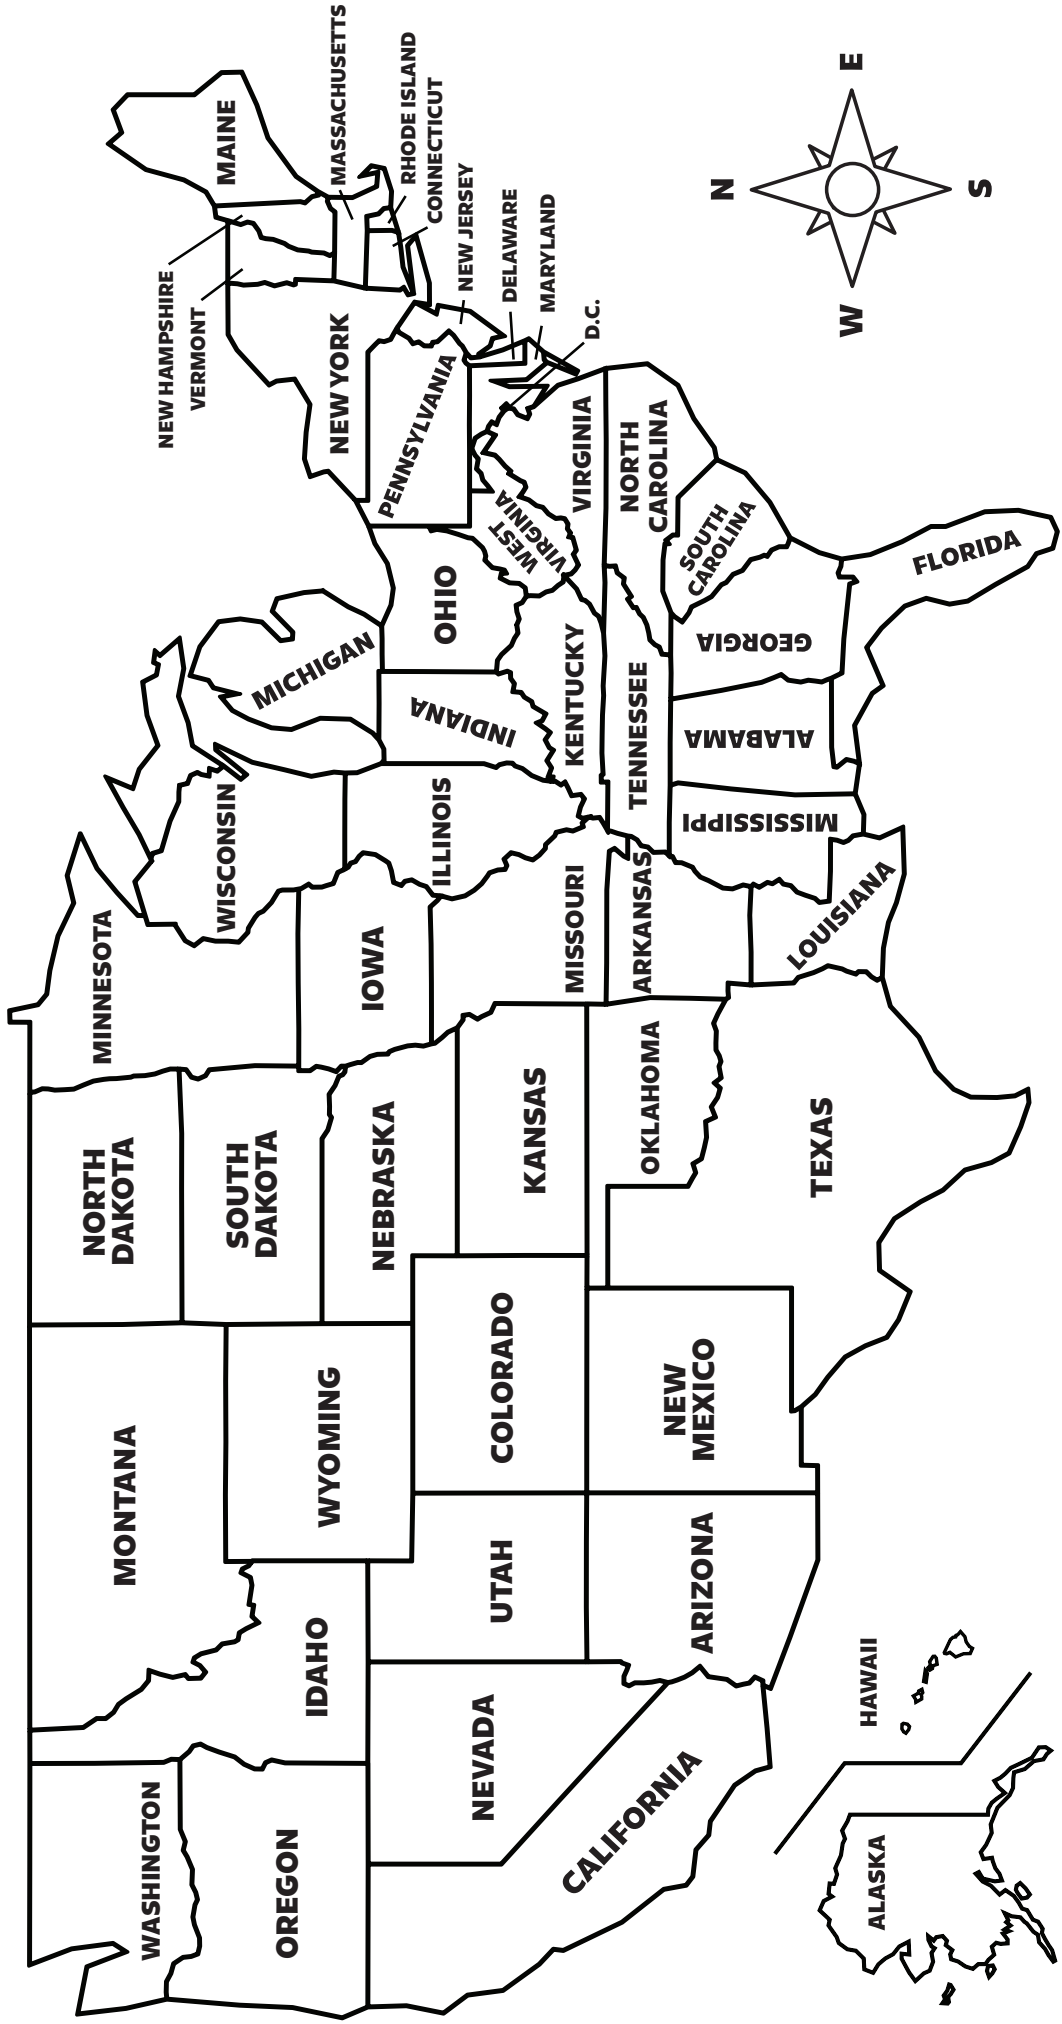 WASHINGTON
OREGON
CALIFORNIA
NEVADA
IDAHO
MONTANA
WYOMING
UTAH
ARIZONA
COLORADO
NEW
MEXICO
NORTH
DAKOTA
SOUTH
DAKOTA
NEBRASKA
KANSAS
OKLAHOMA
TEXAS
MINNESOTA
IOWA
MISSOURI
ARKANSAS
LOUISIANA
WISCONSIN
ILLINOIS
MISSISSIPPI
MICHIGAN
INDIANA
KENTUCKY
TENNESSEE
ALABAMA
OHIO
GEORGIA
FLORIDA
WEST
VIRGINIA
VIRGINIA
NORTH
CAROLINA
SOUTH
CAROLINA
PENNSYLVANIA
NEW YORK
NEW HAMPSHIRE
VERMONT
MAINE
MASSACHUSETTS
RHODE ISLAND
CONNECTICUT
NEW JERSEY
DELAWARE
MARYLAND
D.C.
ALASKA
HAWAII
N
W
E
S